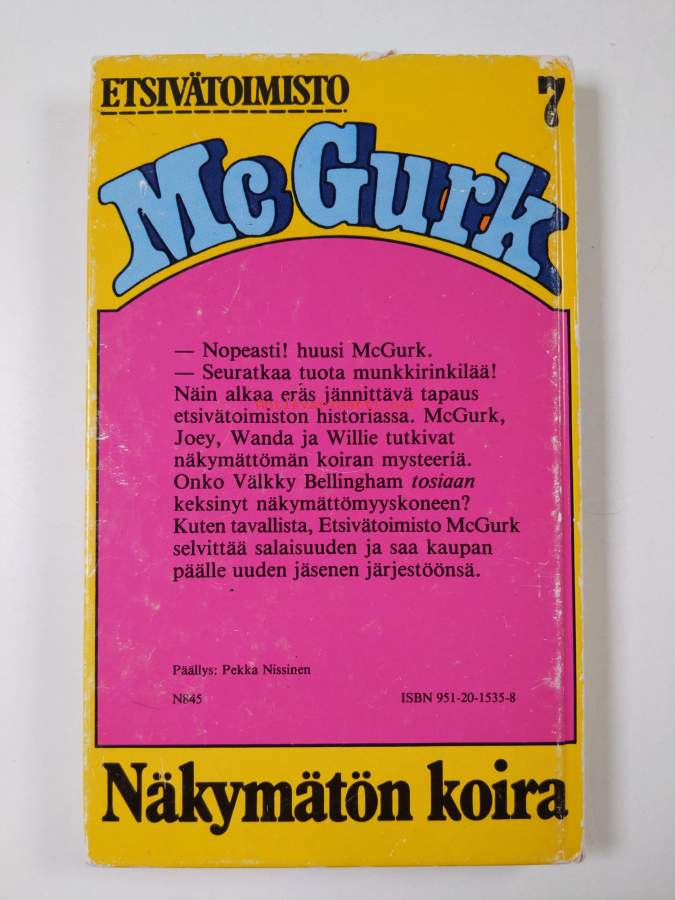 ETSIVÄTOIMISTO
7
McGurk
— Nopeasti! huusi McGurk.
— Seuratkaa tuota munkkirinkilää!
Näin alkaa eräs jännittävä tapaus
etsivätoimiston historiassa. McGurk,
Joey, Wanda ja Willie tutkivat
näkymättömän koiran mysteeriä.
Onko Välkky Bellingham tosiaan
keksinyt näkymättömyyskoneen?
Kuten tavallista, Etsivätoimisto McGurk
selvittää salaisuuden ja saa kaupan
päälle uuden jäsenen järjestöönsä.
Päällys: Pekka Nissinen
N845
ISBN 951-20-1535-8
Näkymätön koira